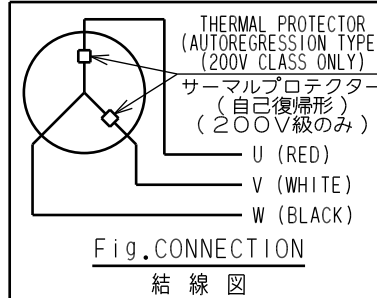 THERMAL PROTECTOR
(AUTOREGRESSION TYPE
(200V CLASS ONLY)
サーマルプロテクター
(自己復帰形)
(200V級のみ)
U (RED)
V (WHITE)
W (BLACK)
Fig.CONNECTION
結線図